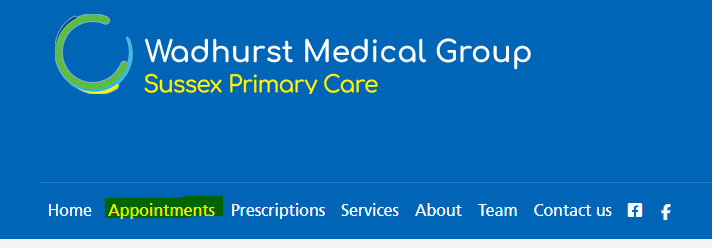 Wadhurst Medical Group
Sussex Primary Care
Home Appointments Prescriptions Services About Team Contact us